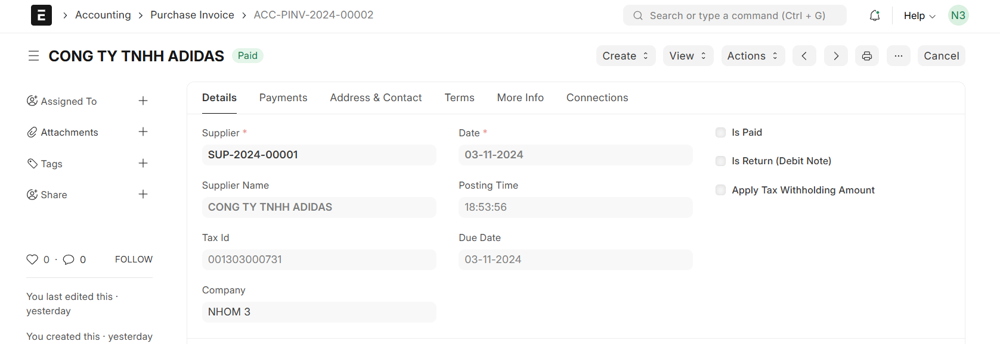 E > Accounting > Purchase Invoice > ACC-PINV-2024-00002 Search or type a command (Ctrl + G) Help N3
CONG TY TNHH ADIDAS Paid Create View Actions ... Cancel
Assigned To +
Attachments +
Tags +
Share +
0 · 0 FOLLOW
You last edited this ·
yesterday
You created this · yesterday
Details Payments Address & Contact Terms More Info Connections
Supplier *
SUP-2024-00001
Supplier Name
CONG TY TNHH ADIDAS
Tax Id
001303000731
Company
NHOM 3
Date *
03-11-2024
Posting Time
18:53:56
Due Date
03-11-2024
Is Paid
Is Return (Debit Note)
Apply Tax Withholding Amount